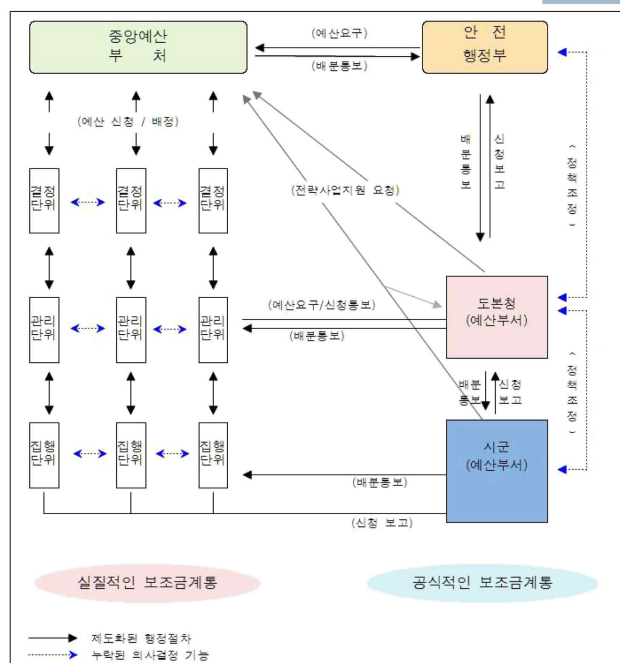 중앙예산
부 처
(예산요구)
(배분통보)
안 전
행정부
(예산 신청 / 배정)
배분통보
신청보고
(정책조정)
결정
단위
결정
단위
결정
단위
(전략사업지원 요청)
관리
단위
관리
단위
관리
단위
(예산요구/신청통보)
(배분통보)
도본청
(예산부서)
배분
통보
신청
보고
(정책조정)
집행
단위
집행
단위
집행
단위
(배분통보)
시군
(예산부서)
(신청 보고)
실질적인 보조금계통
공식적인 보조금계통
제도화된 행정절차
누락된 의사결정 기능